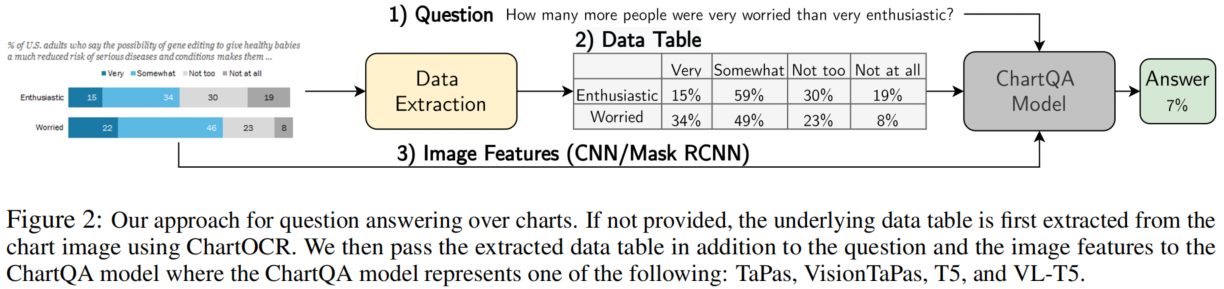 1) Question How many more people were very worried than very enthusiastic?
% of U.S. adults who say the possibility of gene editing to give healthy babies
a much reduced risk of serious diseases and conditions makes them ...
Very Somewhat Not too Not at all
Enthusiastic 15 34 30 19
Worried 22 46 23 8
Data
Extraction
2) Data Table
Very Somewhat Not too Not at all
Enthusiastic 15% 59% 30% 19%
Worried 34% 49% 23% 8%
ChartQA
Model
Answer
7%
3) Image Features (CNN/Mask RCNN)
Figure 2: Our approach for question answering over charts. If not provided, the underlying data table is first extracted from the
chart image using ChartOCR. We then pass the extracted data table in addition to the question and the image features to the
ChartQA model where the ChartQA model represents one of the following: TaPas, VisionTaPas, T5, and VL-T5.